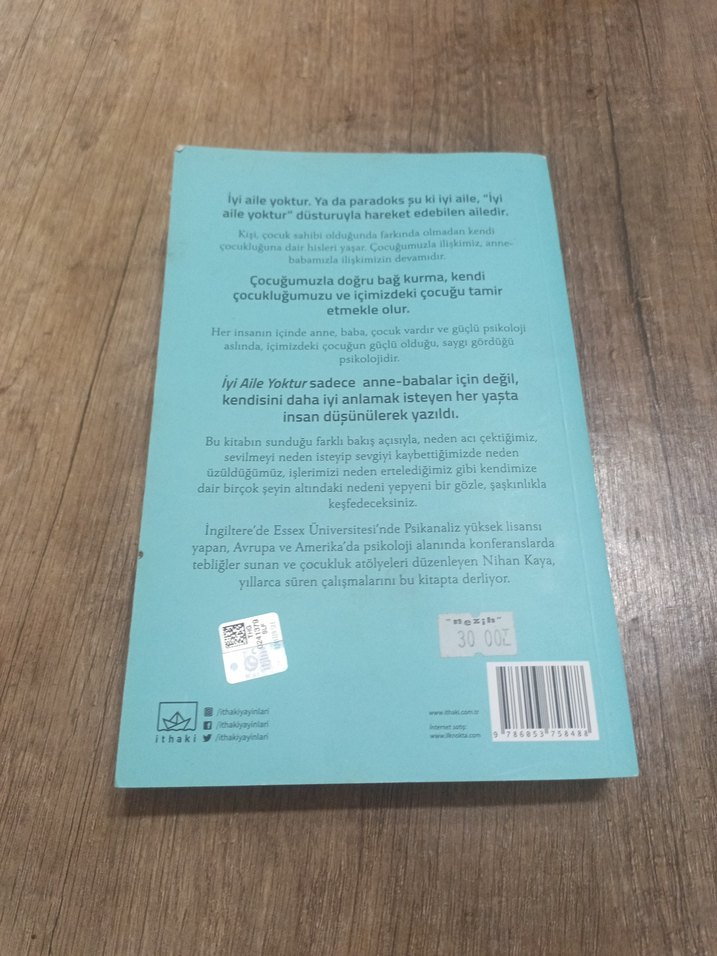 İyi aile yoktur. Ya da paradoks şu ki iyi aile, "İyi
aile yoktur" düsturuyla hareket edebilen ailedir.
Kişi, çocuk sahibi olduğunda farkında olmadan kendi
çocukluğuna dair hisleri yaşar. Çocuğumuzla ilişkimiz, anne-
babamızla ilişkimizin devamıdır.
Çocuğumuzla doğru bağ kurma, kendi
çocukluğumuzu ve içimizdeki çocuğu tamir
etmekle olur.
Her insanın içinde anne, baba, çocuk vardır ve güçlü psikoloji
aslında, içimizdeki çocuğun güçlü olduğu, saygı gördüğü
psikolojidir.
İyi Aile Yoktur sadece anne-babalar için değil,
kendisini daha iyi anlamak isteyen her yaşta
insan düşünülerek yazıldı.
Bu kitabın sunduğu farklı bakış açısıyla, neden acı çektiğimiz,
sevilmeyi neden isteyip sevgiyi kaybettiğimizde neden
üzüldüğümüz, işlerimizi neden ertelediğimiz gibi kendimize
dair birçok şeyin altındaki nedeni yepyeni bir gözle, şaşkınlıkla
keşfedeceksiniz.
İngiltere'de Essex Üniversitesi'nde Psikanaliz yüksek lisansı
yapan, Avrupa ve Amerika'da psikoloji alanında konferanslarda
tebliğler sunan ve çocukluk atölyeleri düzenleyen Nihan Kaya,
yıllarca süren çalışmalarını bu kitapta derliyor.
"nezih"
30 00
ithaki
/ithakiyayinlari
/ithakiyayinlari
/ithakiyayinlari
www.ithaki.com.tr
İnternet satış:
www.ilknokta.com
9 786053 758488